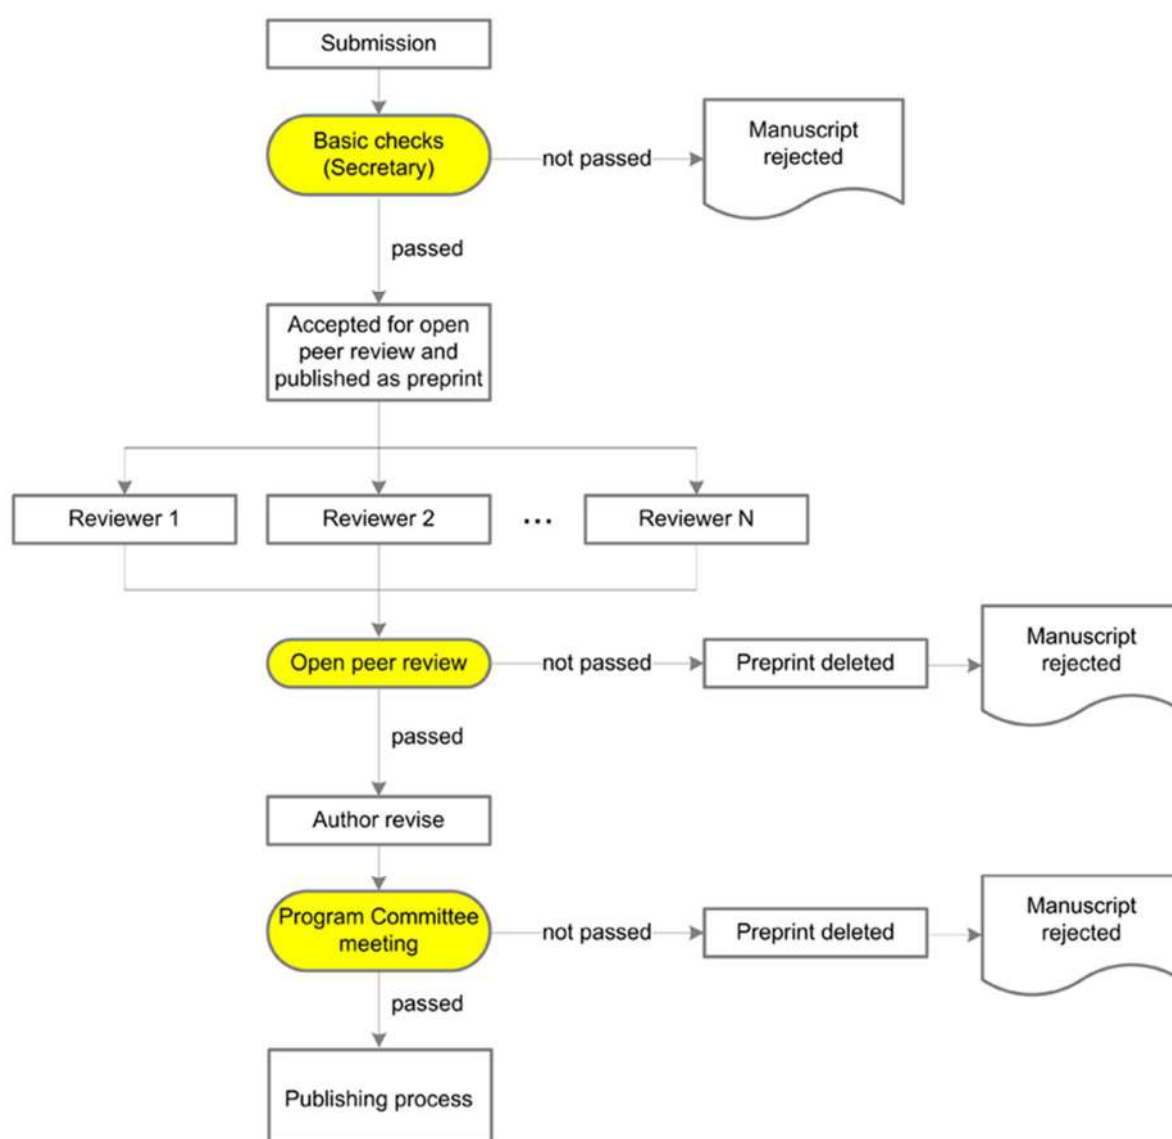 Submission
Basic checks
(Secretary)
not passed
Manuscript
rejected
passed
Accepted for open
peer review and
published as preprint
Reviewer 1
Reviewer 2
...
Reviewer N
Open peer review
not passed
Preprint deleted
Manuscript
rejected
passed
Author revise
Program Committee
meeting
not passed
Preprint deleted
Manuscript
rejected
passed
Publishing process